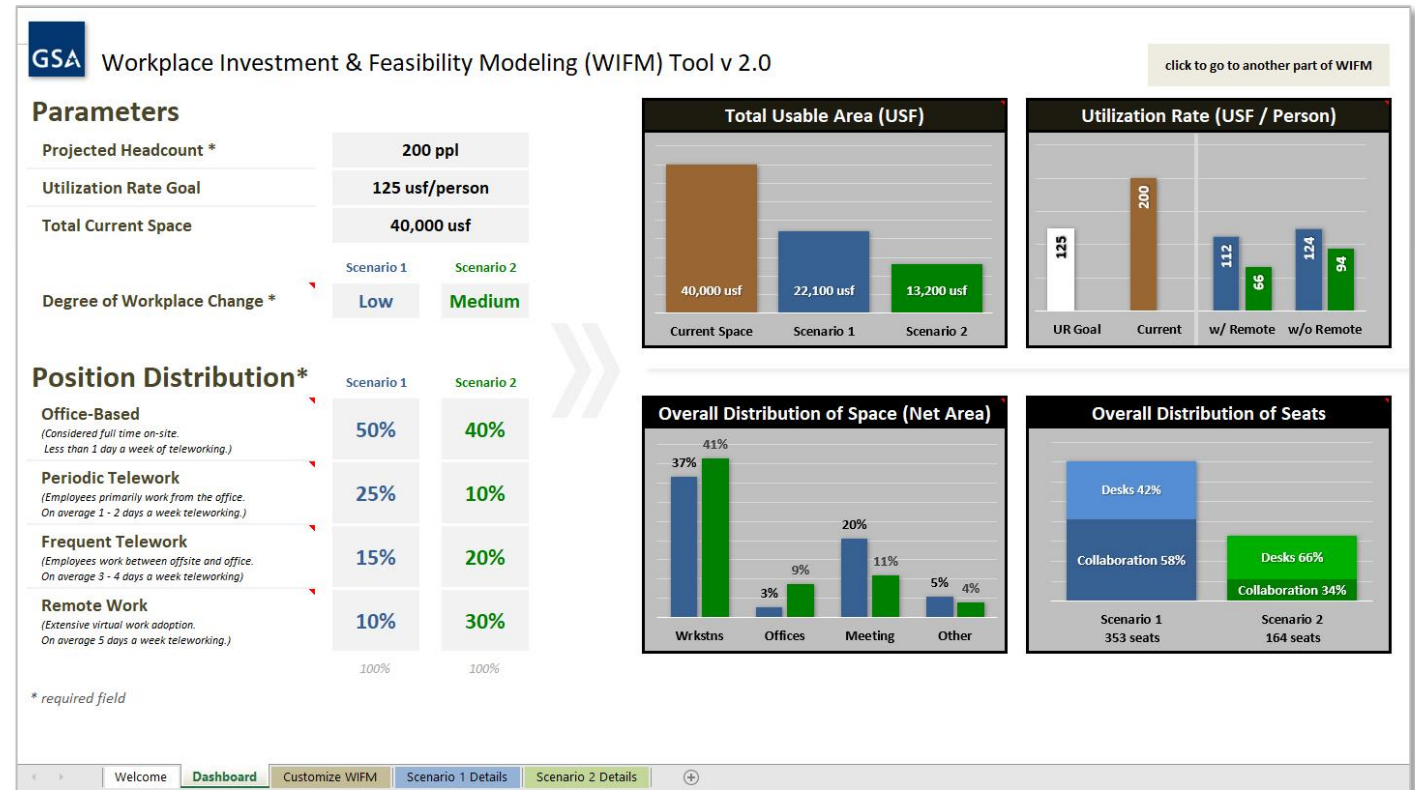 GSA
Workplace Investment & Feasibility Modeling (WIFM) Tool v 2.0
click to go to another part of WIFM
Parameters
Projected Headcount *
200 ppl
Utilization Rate Goal
125 usf/person
Total Current Space
40,000 usf
Scenario 1
Scenario 2
Degree of Workplace Change *
Low
Medium
Position Distribution*
Scenario 1
Scenario 2
Office-Based
(Considered full time on-site.
Less than 1 day a week of teleworking.)
50%
40%
Periodic Telework
(Employees primarily work from the office.
On average 1 - 2 days a week teleworking.)
25%
10%
Frequent Telework
(Employees work between offsite and office.
On average 3 - 4 days a week teleworking)
15%
20%
Remote Work
(Extensive virtual work adoption.
On average 5 days a week teleworking.)
10%
30%
100%
100%
* required field
Total Usable Area (USF)
40,000 usf
22,100 usf
13,200 usf
Current Space
Scenario 1
Scenario 2
Utilization Rate (USF / Person)
125
200
112
66
124
94
UR Goal
Current
w/ Remote
w/o Remote
Overall Distribution of Space (Net Area)
37%
41%
3%
9%
20%
11%
5%
4%
Wrkstns
Offices
Meeting
Other
Overall Distribution of Seats
Desks 42%
Collaboration 58%
Desks 66%
Collaboration 34%
Scenario 1
353 seats
Scenario 2
164 seats
Welcome
Dashboard
Customize WIFM
Scenario 1 Details
Scenario 2 Details